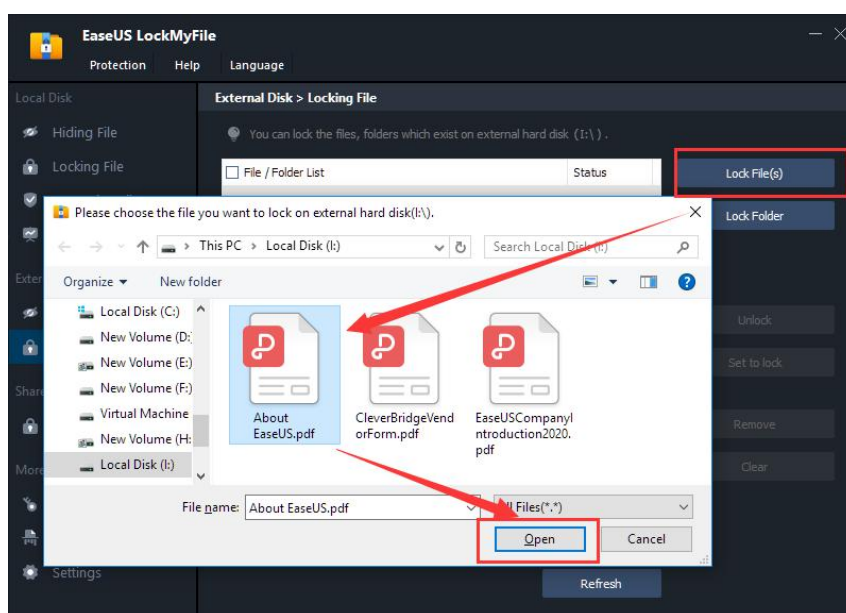 EaseUS LockMyFile
Protection Help Language
Local Disk
External Disk > Locking File
Hiding File
You can lock the files, folders which exist on external hard disk (I:\).
Locking File
File / Folder List Status
Lock File(s)
Please choose the file you want to lock on external hard disk(I:\).
Lock Folder
This PC > Local Disk (I:)
Search Local Disk (I:)
Exter
Organize New folder
Local Disk (C:)
New Volume (D:
New Volume (E:)
New Volume (F:)
Virtual Machine
New Volume (H:
Local Disk (I:)
About
EaseUS.pdf
CleverBridgeVend
orForm.pdf
EaseUSCompanyI
ntroduction2020.
pdf
Unlock
Set to lock
Share
Remove
More
Clear
File name: About EaseUS.pdf
All Files(*.*)
Open Cancel
Settings
Refresh